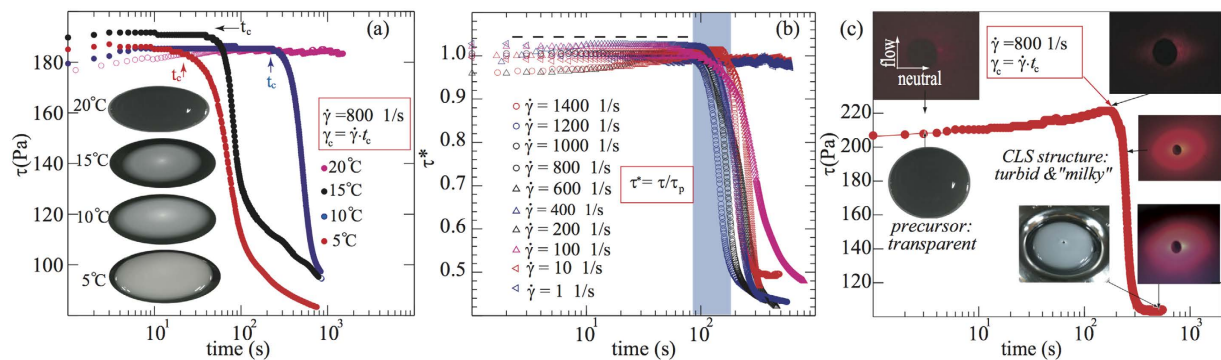 (a)
τ(Pa)
180
160
140
120
100
t_c
t_c
t_c
20℃
15℃
10℃
5℃
γ̇=800 1/s
γ_c = γ̇·t_c
20℃
15℃
10℃
5℃
10^1
10^2
10^3
time (s)
(b)
τ*
1.0
0.9
0.8
0.7
0.6
0.5
γ̇ = 1400 1/s
γ̇ = 1200 1/s
γ̇ = 1000 1/s
γ̇ = 800 1/s
γ̇ = 600 1/s
γ̇ = 400 1/s
γ̇ = 200 1/s
γ̇ = 100 1/s
γ̇ = 10 1/s
γ̇ = 1 1/s
τ*= τ/τ_p
10^1
10^2
10^3
time (s)
(c)
flow
neutral
γ̇=800 1/s
γ_c = γ̇·t_c
τ(Pa)
220
200
180
160
140
120
precursor:
transparent
CLS structure:
turbid &"milky"
10^1
10^2
10^3
time (s)